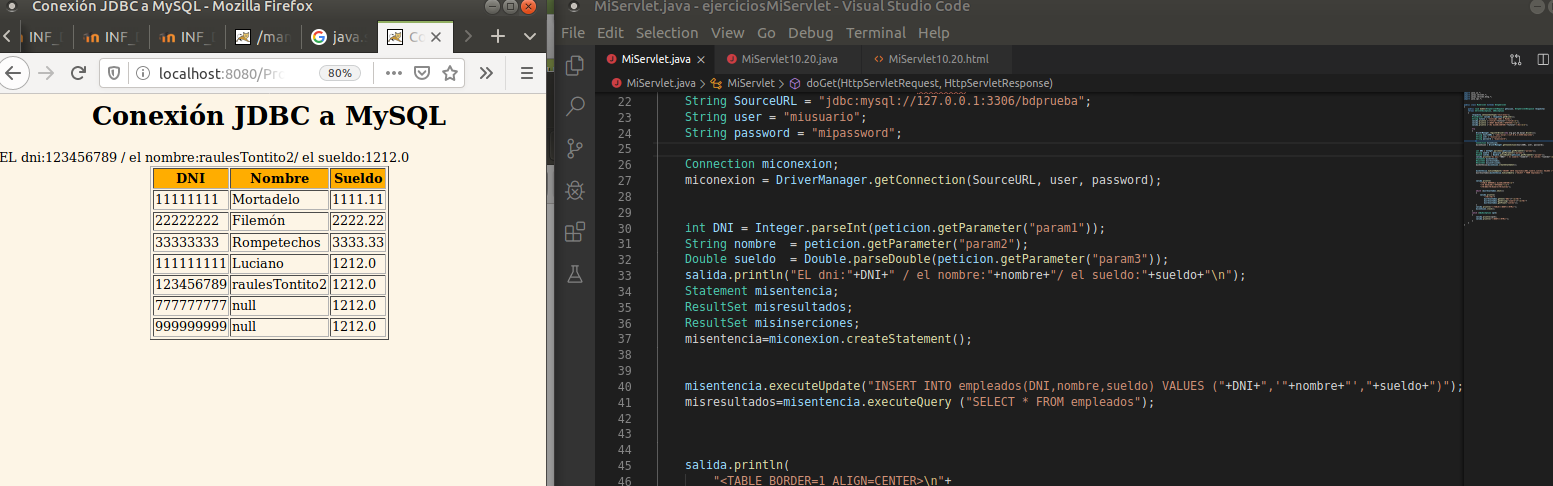 Conexión JDBC a MySQL - Mozilla Firefox
INF_ INF_ INF_ /man java. Co
localhost:8080/Pro 80%
Conexión JDBC a MySQL
EL dni:123456789 / el nombre:raulesTontito2/ el sueldo:1212.0
DNI Nombre Sueldo
11111111 Mortadelo 1111.11
22222222 Filemón 2222.22
33333333 Rompetechos 3333.33
111111111 Luciano 1212.0
123456789 raulesTontito2 1212.0
777777777 null 1212.0
999999999 null 1212.0
MiServlet.java - ejerciciosMiServlet - Visual Studio Code
File Edit Selection View Go Debug Terminal Help
MiServlet.java MiServlet10.20.java MiServlet10.20.html
MiServlet.java > MiServlet > doGet(HttpServletRequest, HttpServletResponse)
22 String SourceURL = "jdbc:mysql://127.0.0.1:3306/bdprueba";
23 String user = "miusuario";
24 String password = "mipassword";
25
26 Connection miconexion;
27 miconexion = DriverManager.getConnection(SourceURL, user, password);
28
29
30 int DNI = Integer.parseInt(peticion.getParameter("param1"));
31 String nombre  = peticion.getParameter("param2");
32 Double sueldo  = Double.parseDouble(peticion.getParameter("param3"));
33 salida.println("EL dni:"+DNI+" / el nombre:"+nombre+"/ el sueldo:"+sueldo+"\n");
34 Statement misentencia;
35 ResultSet misresultados;
36 ResultSet misinserciones;
37 misentencia=miconexion.createStatement();
38
39
40 misentencia.executeUpdate("INSERT INTO empleados(DNI,nombre,sueldo) VALUES ("+DNI+",'"+nombre+"',"+sueldo+")");
41 misresultados=misentencia.executeQuery ("SELECT * FROM empleados");
42
43
44
45 salida.println(
46 "<TABLE BORDER=1 ALIGN=CENTER>\n"+